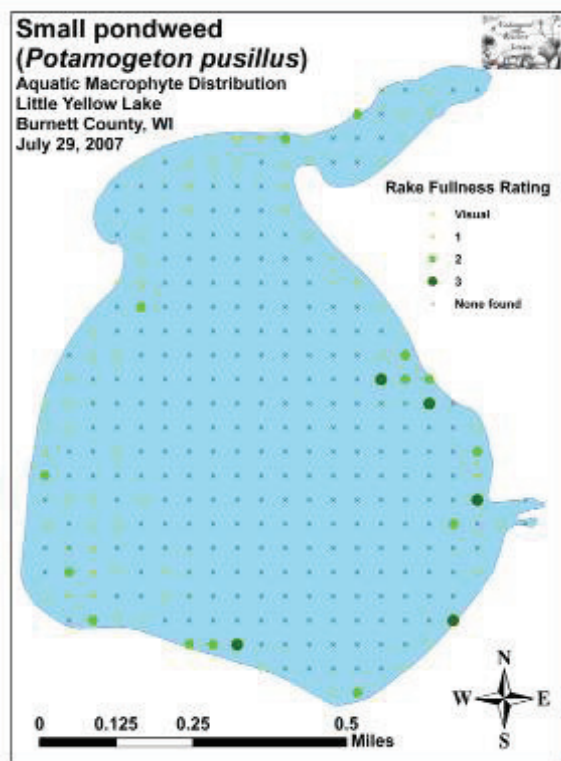 Small pondweed
(Potamogeton pusillus)
Aquatic Macrophyte Distribution
Little Yellow Lake
Burnett County, WI
July 29, 2007
Rake Fullness Rating
Visual
1
2
3
None found
N
W E
S
0 0.125 0.25 0.5
Miles